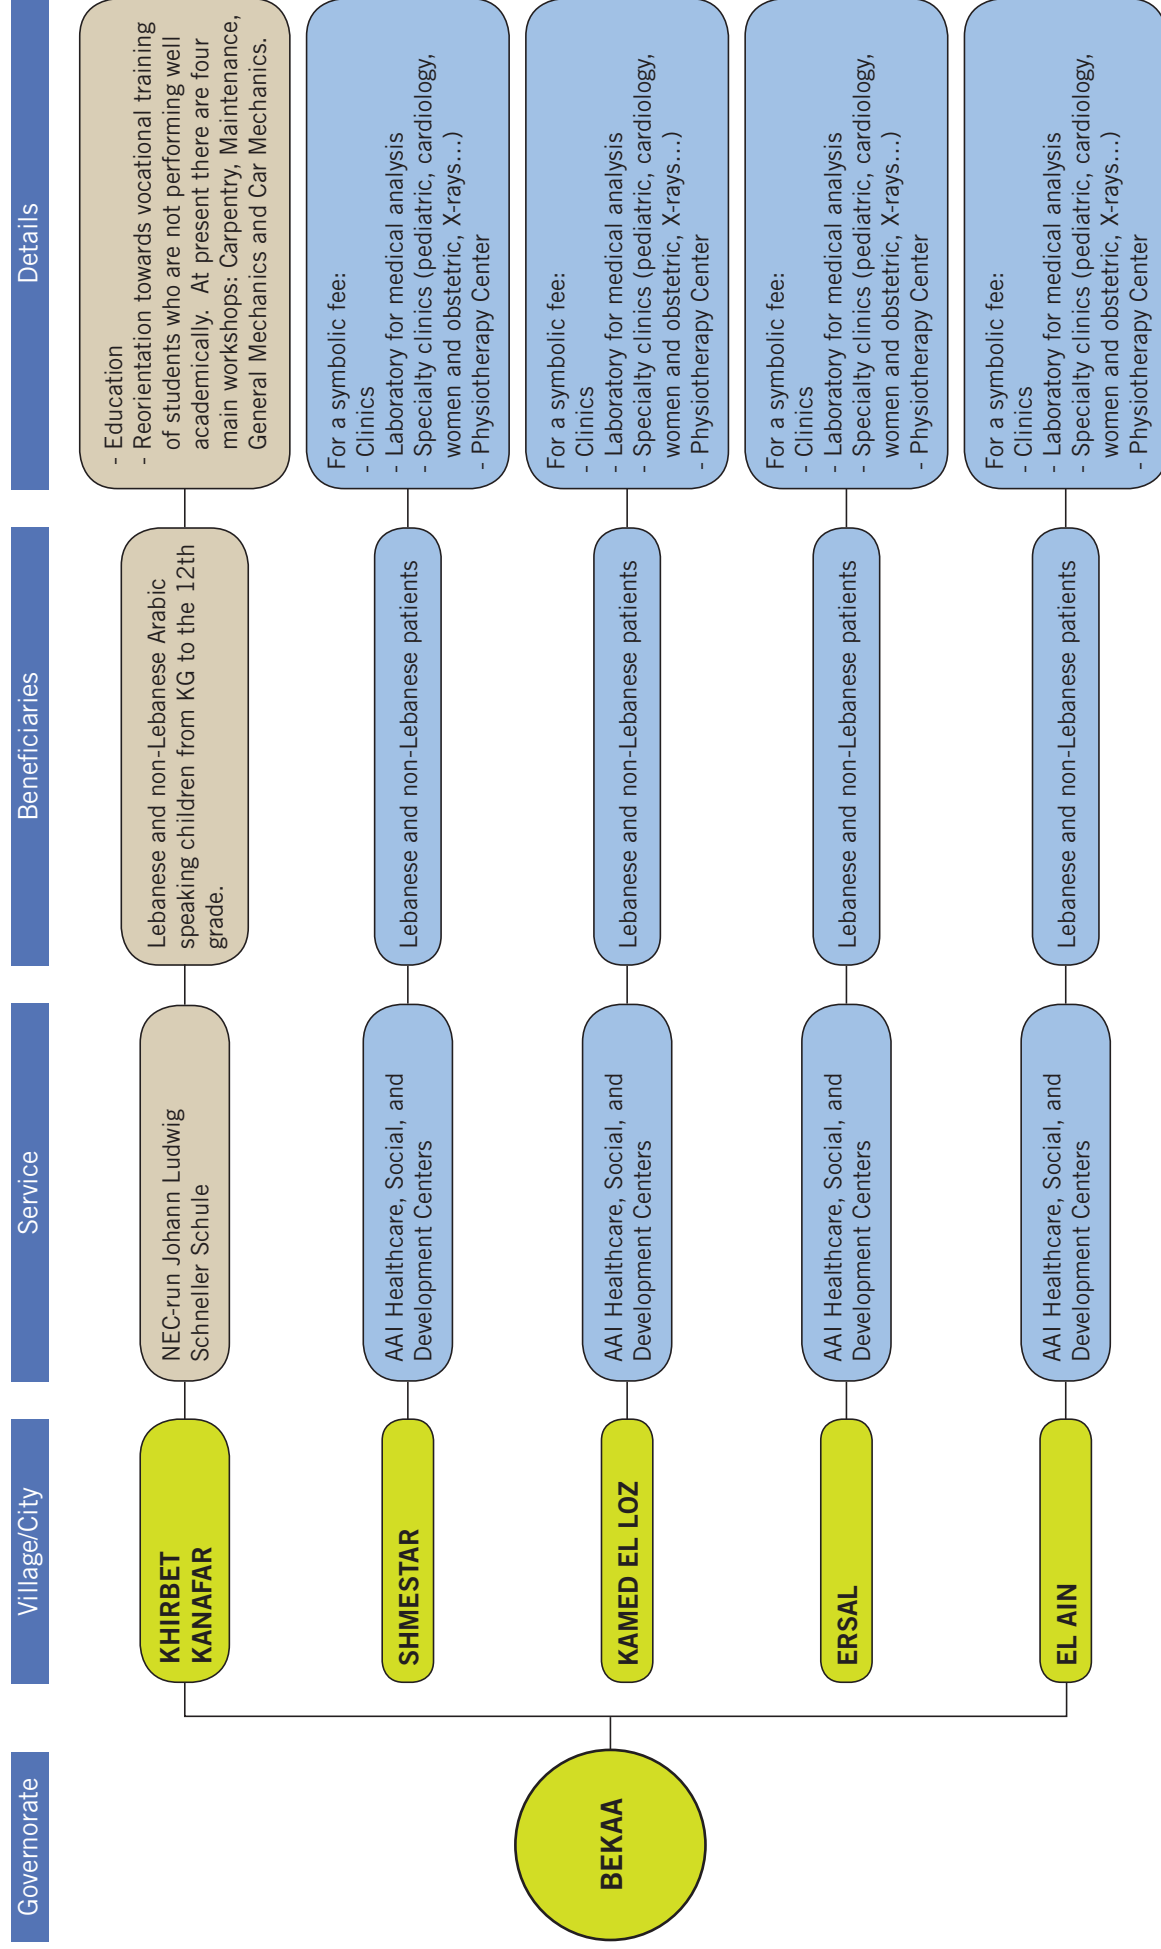 Governorate
Village/City
Service
Beneficiaries
Details
BEKAA
KHIRBET
KANAFAR
NEC-run Johann Ludwig
Schneller Schule
Lebanese and non-Lebanese Arabic
speaking children from KG to the 12th
grade.
- Education
- Reorientation towards vocational training
of students who are not performing well
academically. At present there are four
main workshops: Carpentry, Maintenance,
General Mechanics and Car Mechanics.
SHMESTAR
AAI Healthcare, Social, and
Development Centers
Lebanese and non-Lebanese patients
For a symbolic fee:
- Clinics
- Laboratory for medical analysis
- Specialty clinics (pediatric, cardiology,
women and obstetric, X-rays...)
- Physiotherapy Center
KAMED EL LOZ
AAI Healthcare, Social, and
Development Centers
Lebanese and non-Lebanese patients
For a symbolic fee:
- Clinics
- Laboratory for medical analysis
- Specialty clinics (pediatric, cardiology,
women and obstetric, X-rays...)
- Physiotherapy Center
ERSAL
AAI Healthcare, Social, and
Development Centers
Lebanese and non-Lebanese patients
For a symbolic fee:
- Clinics
- Laboratory for medical analysis
- Specialty clinics (pediatric, cardiology,
women and obstetric, X-rays...)
- Physiotherapy Center
EL AIN
AAI Healthcare, Social, and
Development Centers
Lebanese and non-Lebanese patients
For a symbolic fee:
- Clinics
- Laboratory for medical analysis
- Specialty clinics (pediatric, cardiology,
women and obstetric, X-rays...)
- Physiotherapy Center